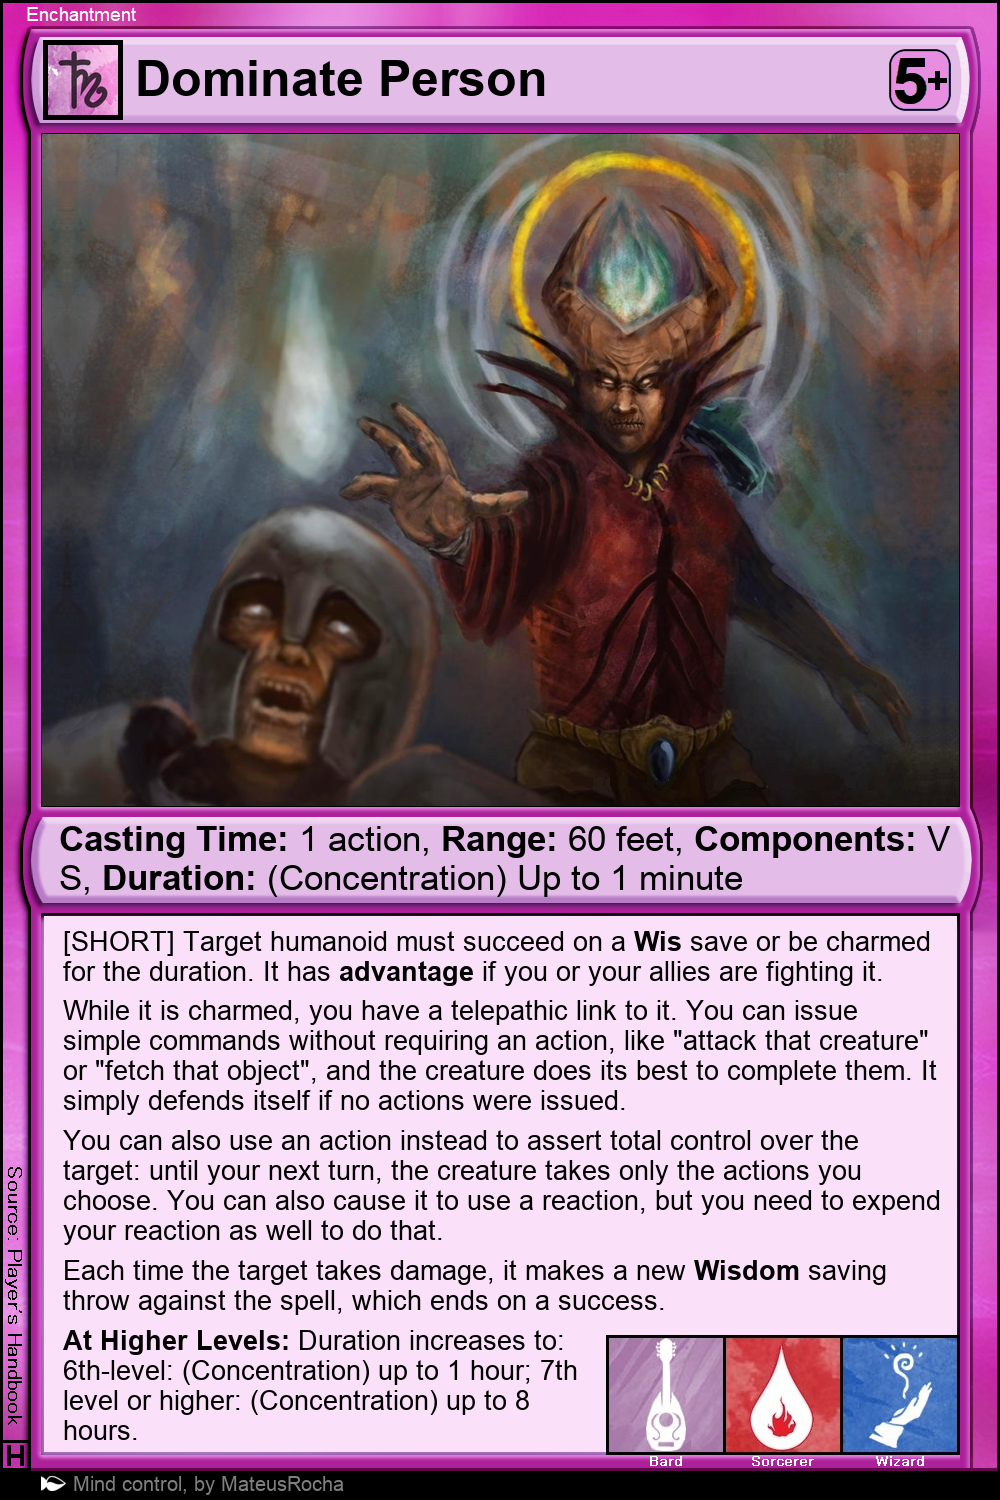 Enchantment
Dominate Person
5+
Casting Time: 1 action, Range: 60 feet, Components: V
S, Duration: (Concentration) Up to 1 minute
[SHORT] Target humanoid must succeed on a Wis save or be charmed
for the duration. It has advantage if you or your allies are fighting it.
While it is charmed, you have a telepathic link to it. You can issue
simple commands without requiring an action, like "attack that creature"
or "fetch that object", and the creature does its best to complete them. It
simply defends itself if no actions were issued.
You can also use an action instead to assert total control over the
target: until your next turn, the creature takes only the actions you
choose. You can also cause it to use a reaction, but you need to expend
your reaction as well to do that.
Each time the target takes damage, it makes a new Wisdom saving
throw against the spell, which ends on a success.
At Higher Levels: Duration increases to:
6th-level: (Concentration) up to 1 hour; 7th
level or higher: (Concentration) up to 8
hours.
Bard
Sorcerer
Wizard
Source: Player's Handbook
H
Mind control, by MateusRocha